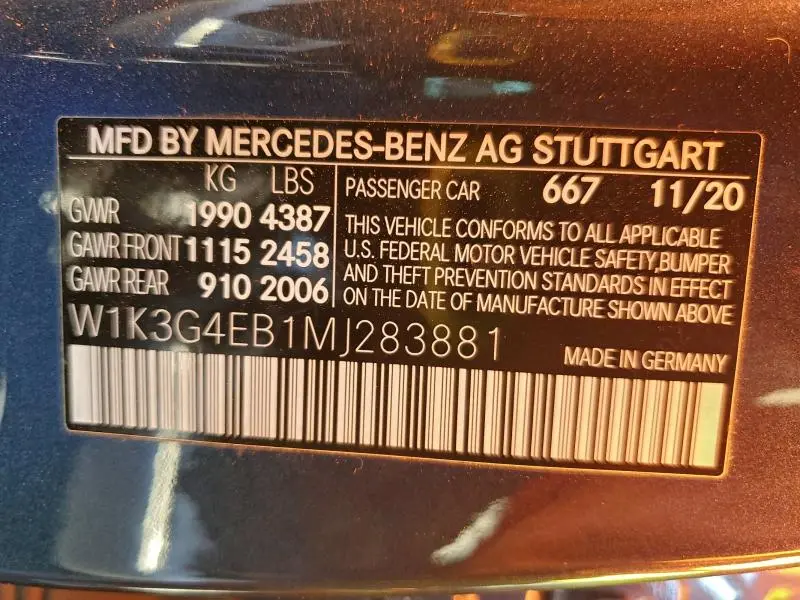 MFD BY MERCEDES-BENZ AG STUTTGART
KG LBS
GVWR 1990 4387
GAWR FRONT 1115 2458
GAWR REAR 910 2006
PASSENGER CAR 667 11/20
THIS VEHICLE CONFORMS TO ALL APPLICABLE
U.S. FEDERAL MOTOR VEHICLE SAFETY,BUMPER
AND THEFT PREVENTION STANDARDS IN EFFECT
ON THE DATE OF MANUFACTURE SHOWN ABOVE
W1K3G4EB1MJ283881
MADE IN GERMANY